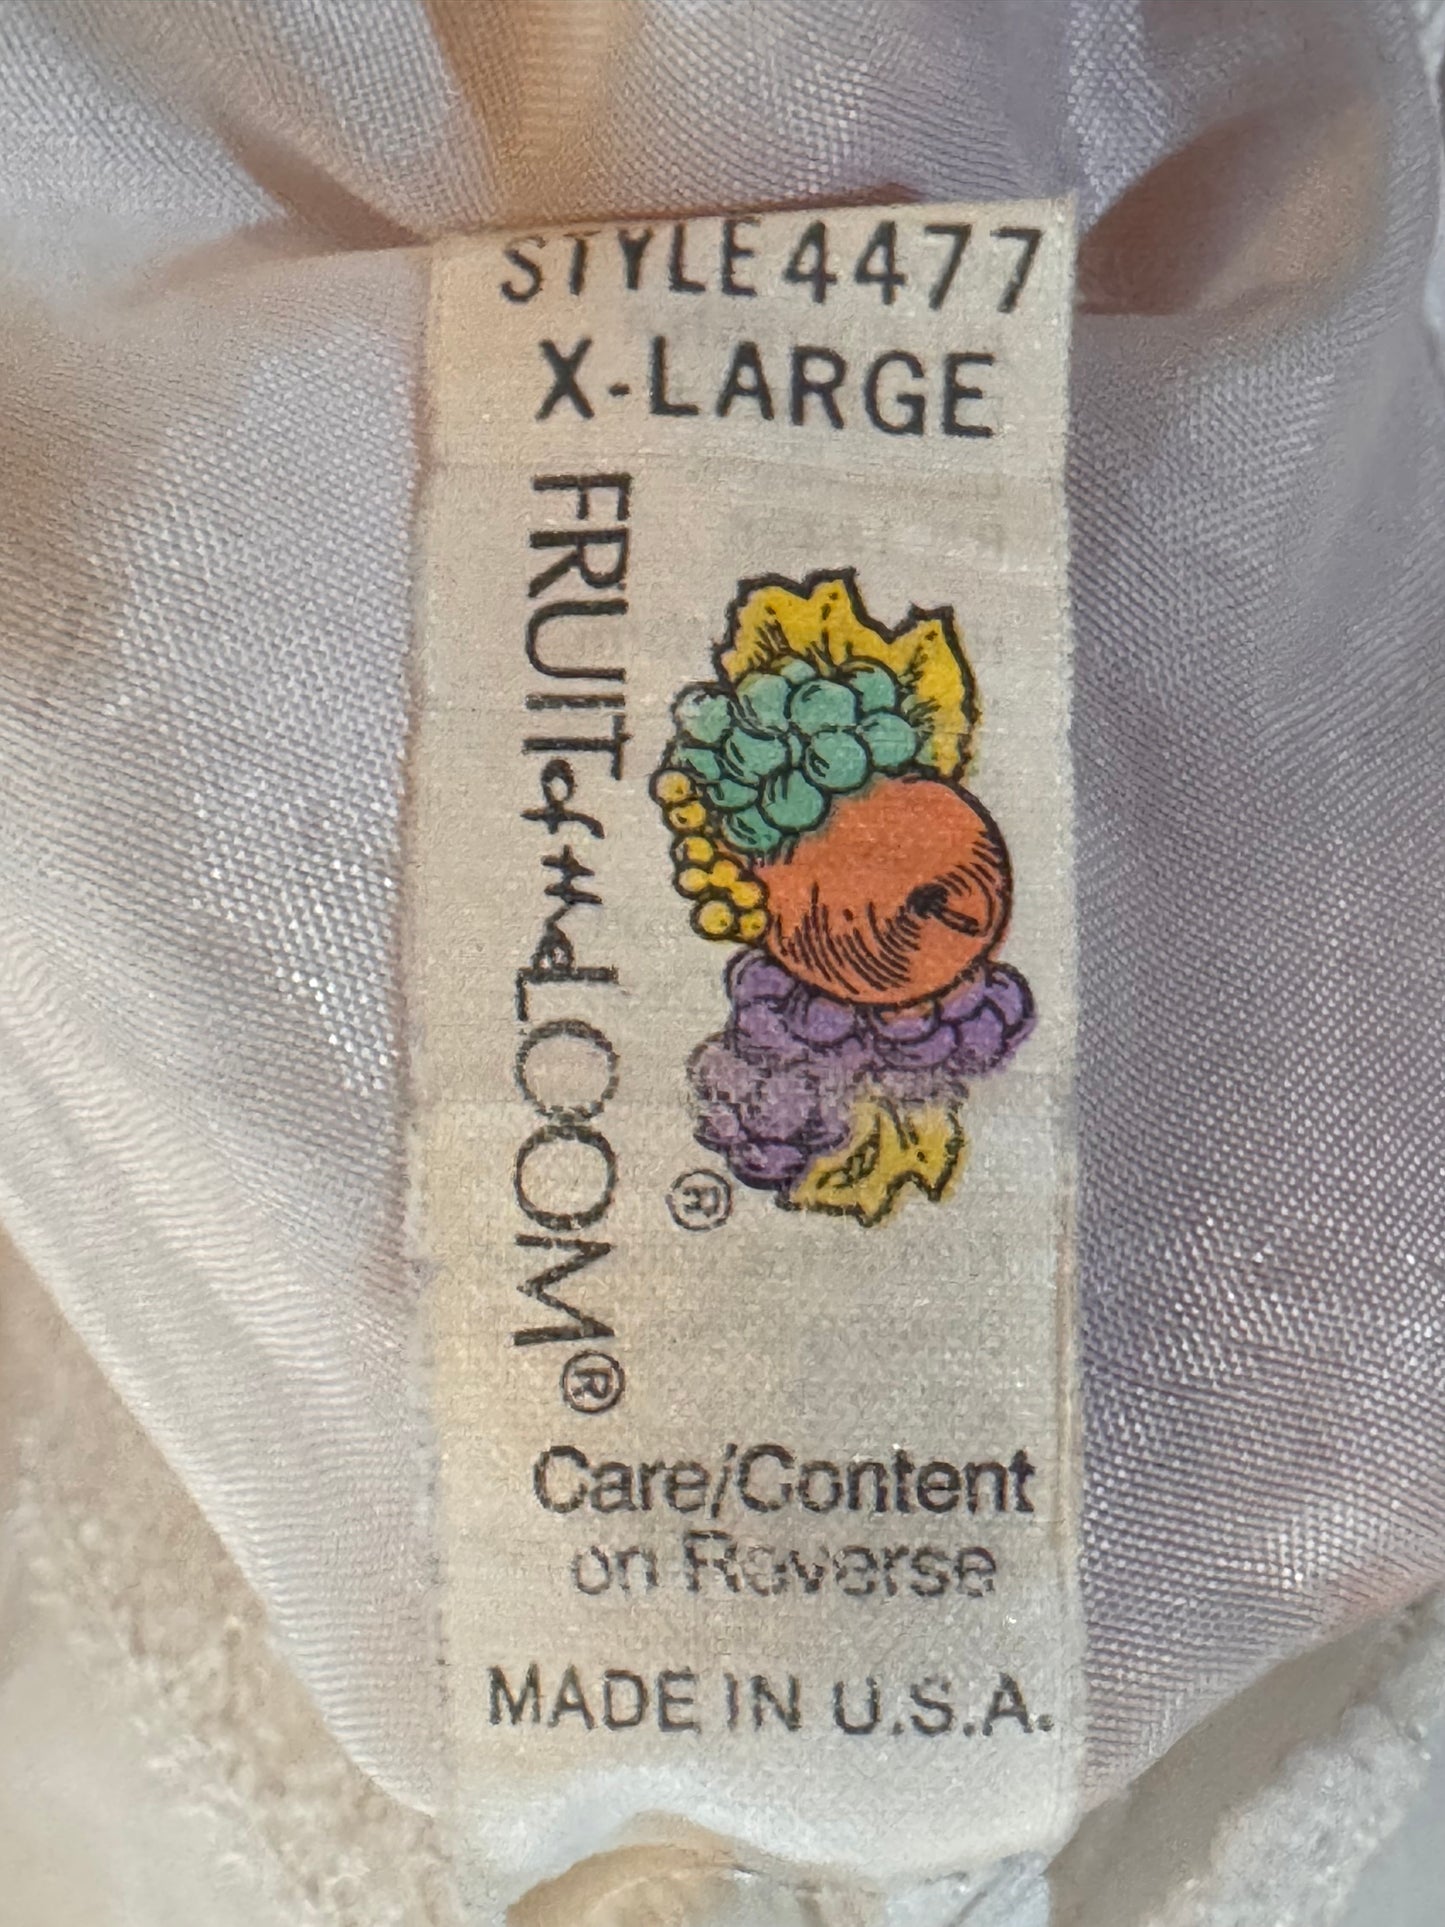 STYLE 4477
X-LARGE
FRUIT of the LOOM®
®
Care/Content
on Reverse
MADE IN U.S.A.